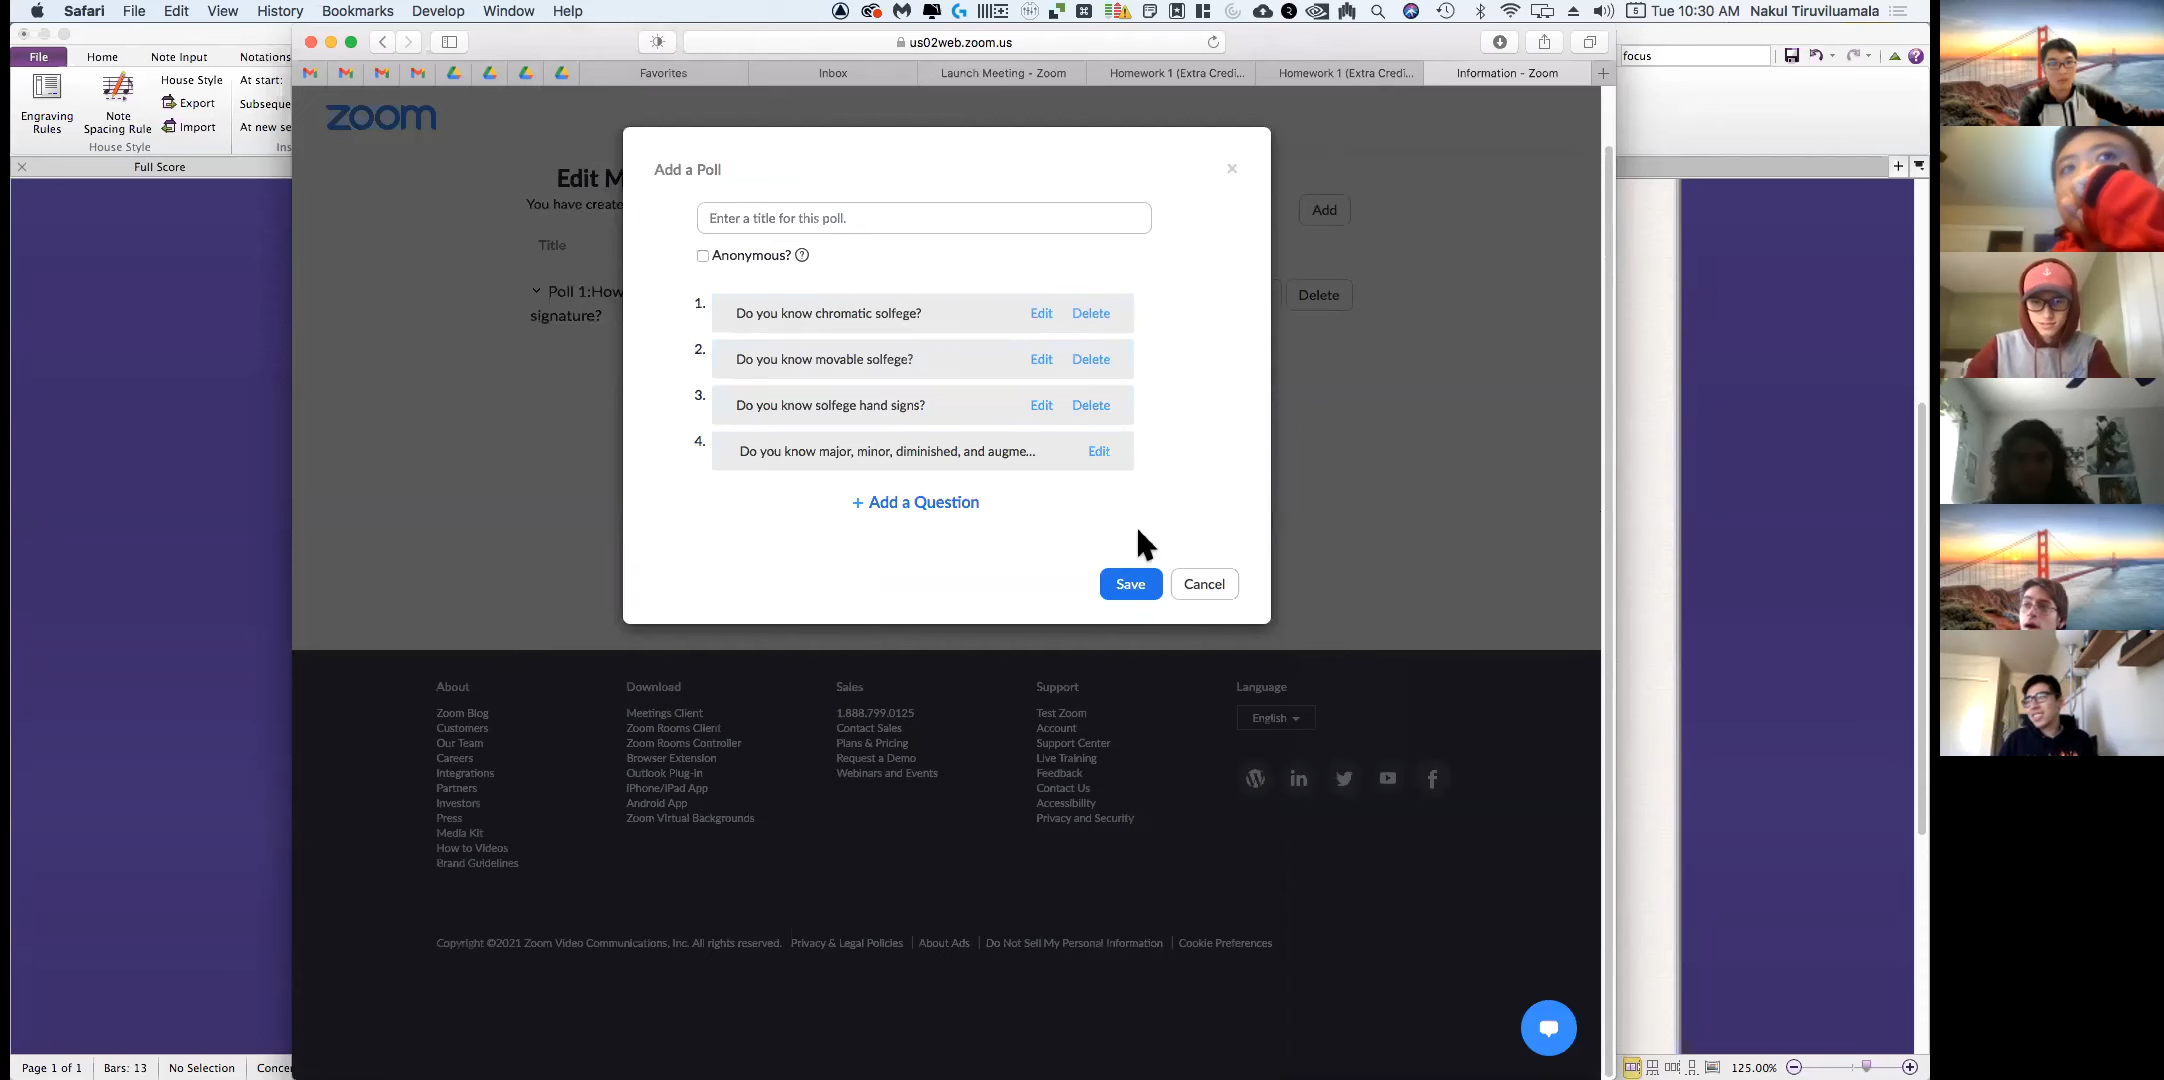 Safari File Edit View History Bookmarks Develop Window Help Tue 10:30 AM Nakul Tiruviluamala
us02web.zoom.us
focus
File Home Note Input Notations
Favorites Inbox Launch Meeting - Zoom Homework 1 (Extra Credi... Homework 1 (Extra Credi... Information - Zoom
Engraving Rules
Note Spacing Rule
House Style
Export
Import
At start:
Subseque
At new se
House Style
Ins
Full Score
zoom
Edit M
You have create
Add
Title
Poll 1:How
signature?
Delete
Add a Poll
Enter a title for this poll.
Anonymous?
1. Do you know chromatic solfege? Edit Delete
2. Do you know movable solfege? Edit Delete
3. Do you know solfege hand signs? Edit Delete
4. Do you know major, minor, diminished, and augme... Edit
+ Add a Question
Save Cancel
About
Zoom Blog
Customers
Our Team
Careers
Integrations
Partners
Investors
Press
Media Kit
How to Videos
Brand Guidelines
Download
Meetings Client
Zoom Rooms Client
Zoom Rooms Controller
Browser Extension
Outlook Plug-in
iPhone/iPad App
Android App
Zoom Virtual Backgrounds
Sales
1.888.799.0125
Contact Sales
Plans & Pricing
Request a Demo
Webinars and Events
Support
Test Zoom
Account
Support Center
Live Training
Feedback
Contact Us
Accessibility
Privacy and Security
Language
English
Copyright ©2021 Zoom Video Communications, Inc. All rights reserved. Privacy & Legal Policies About Ads Do Not Sell My Personal Information Cookie Preferences
Page 1 of 1 Bars: 13 No Selection Concer 125.00%